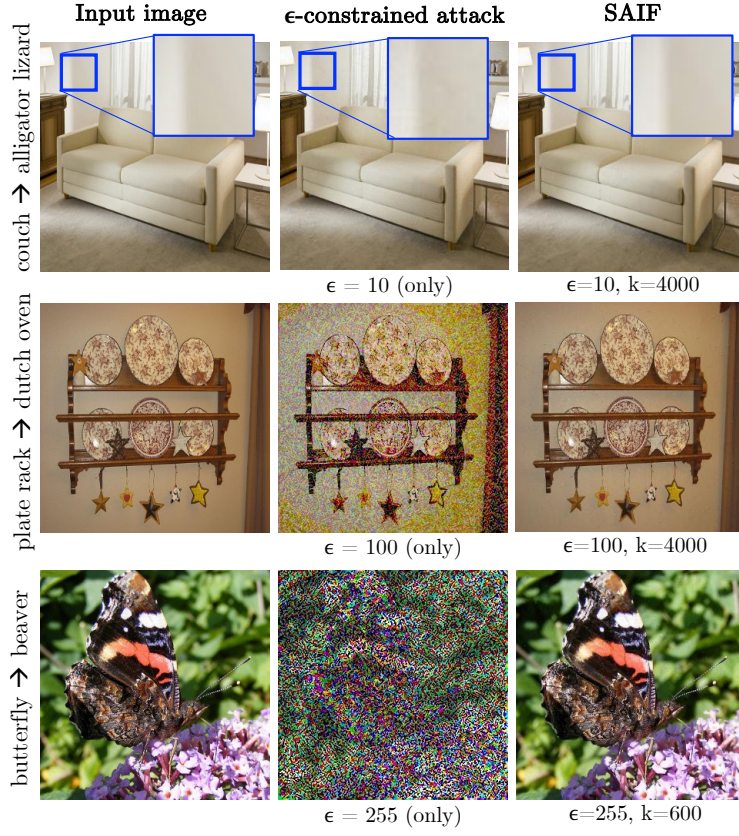 Input image
ϵ-constrained attack
SAIF
couch → alligator lizard
ϵ = 10 (only)
ϵ=10, k=4000
plate rack → dutch oven
ϵ = 100 (only)
ϵ=100, k=4000
butterfly → beaver
ϵ = 255 (only)
ϵ=255, k=600